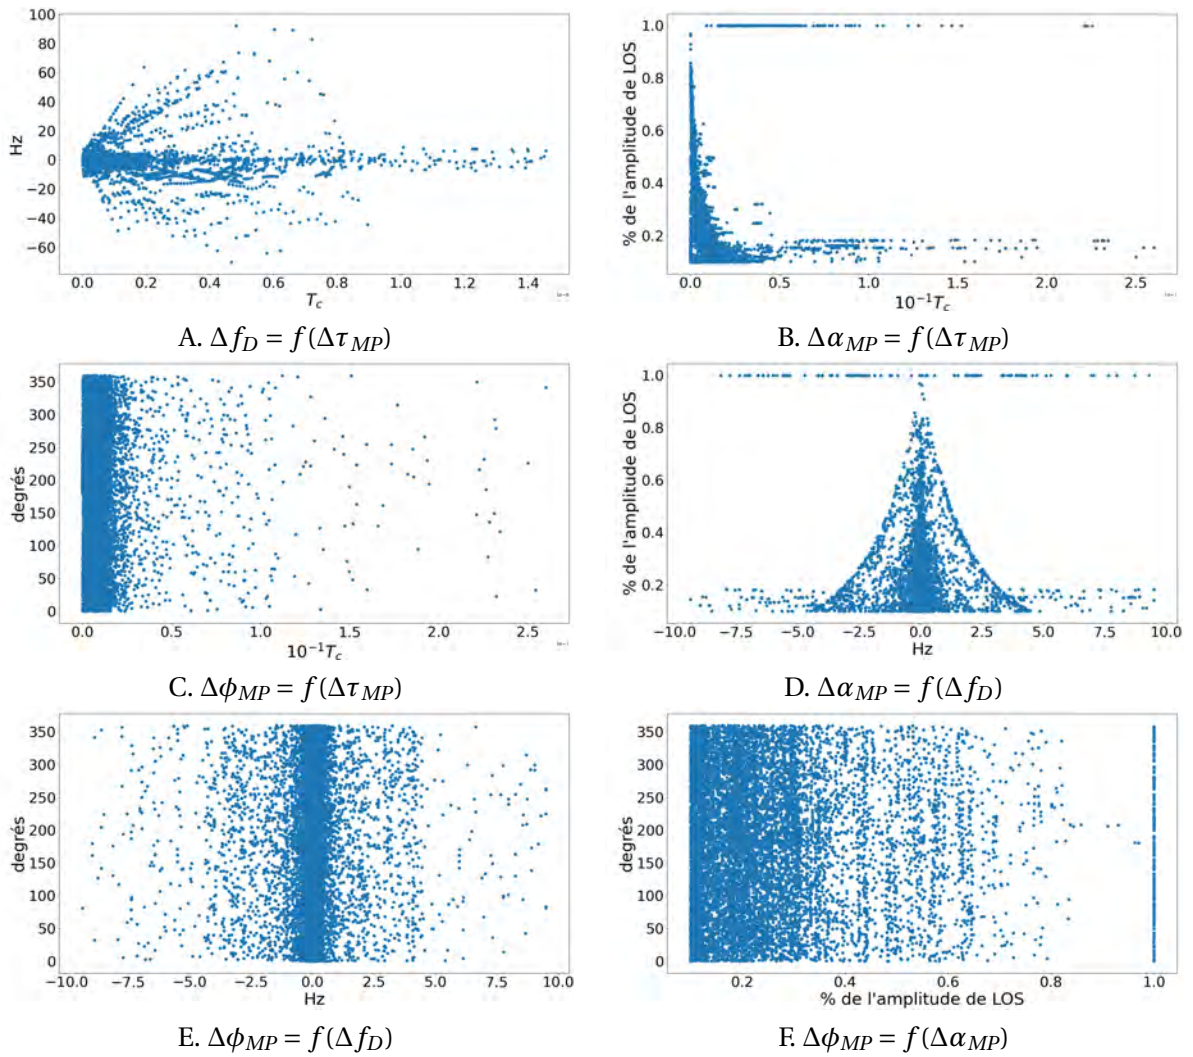 100
80
60
40
20
0
−20
−40
−60
Hz
0.0 0.2 0.4 0.6 0.8 1.0 1.2 1.4
T_c
A. Δf_D = f(Δτ_MP)
1.0
0.8
0.6
0.4
0.2
% de l'amplitude de LOS
0.0 0.5 1.0 1.5 2.0 2.5
10^{-1}T_c
B. Δα_MP = f(Δτ_MP)
350
300
250
200
150
100
50
0
degrés
0.0 0.5 1.0 1.5 2.0 2.5
10^{-1}T_c
C. Δϕ_MP = f(Δτ_MP)
1.0
0.8
0.6
0.4
0.2
% de l'amplitude de LOS
−10.0 −7.5 −5.0 −2.5 0.0 2.5 5.0 7.5 10.0
Hz
D. Δα_MP = f(Δf_D)
350
300
250
200
150
100
50
0
degrés
−10.0 −7.5 −5.0 −2.5 0.0 2.5 5.0 7.5 10.0
Hz
E. Δϕ_MP = f(Δf_D)
350
300
250
200
150
100
50
0
degrés
0.2 0.4 0.6 0.8 1.0
% de l'amplitude de LOS
F. Δϕ_MP = f(Δα_MP)